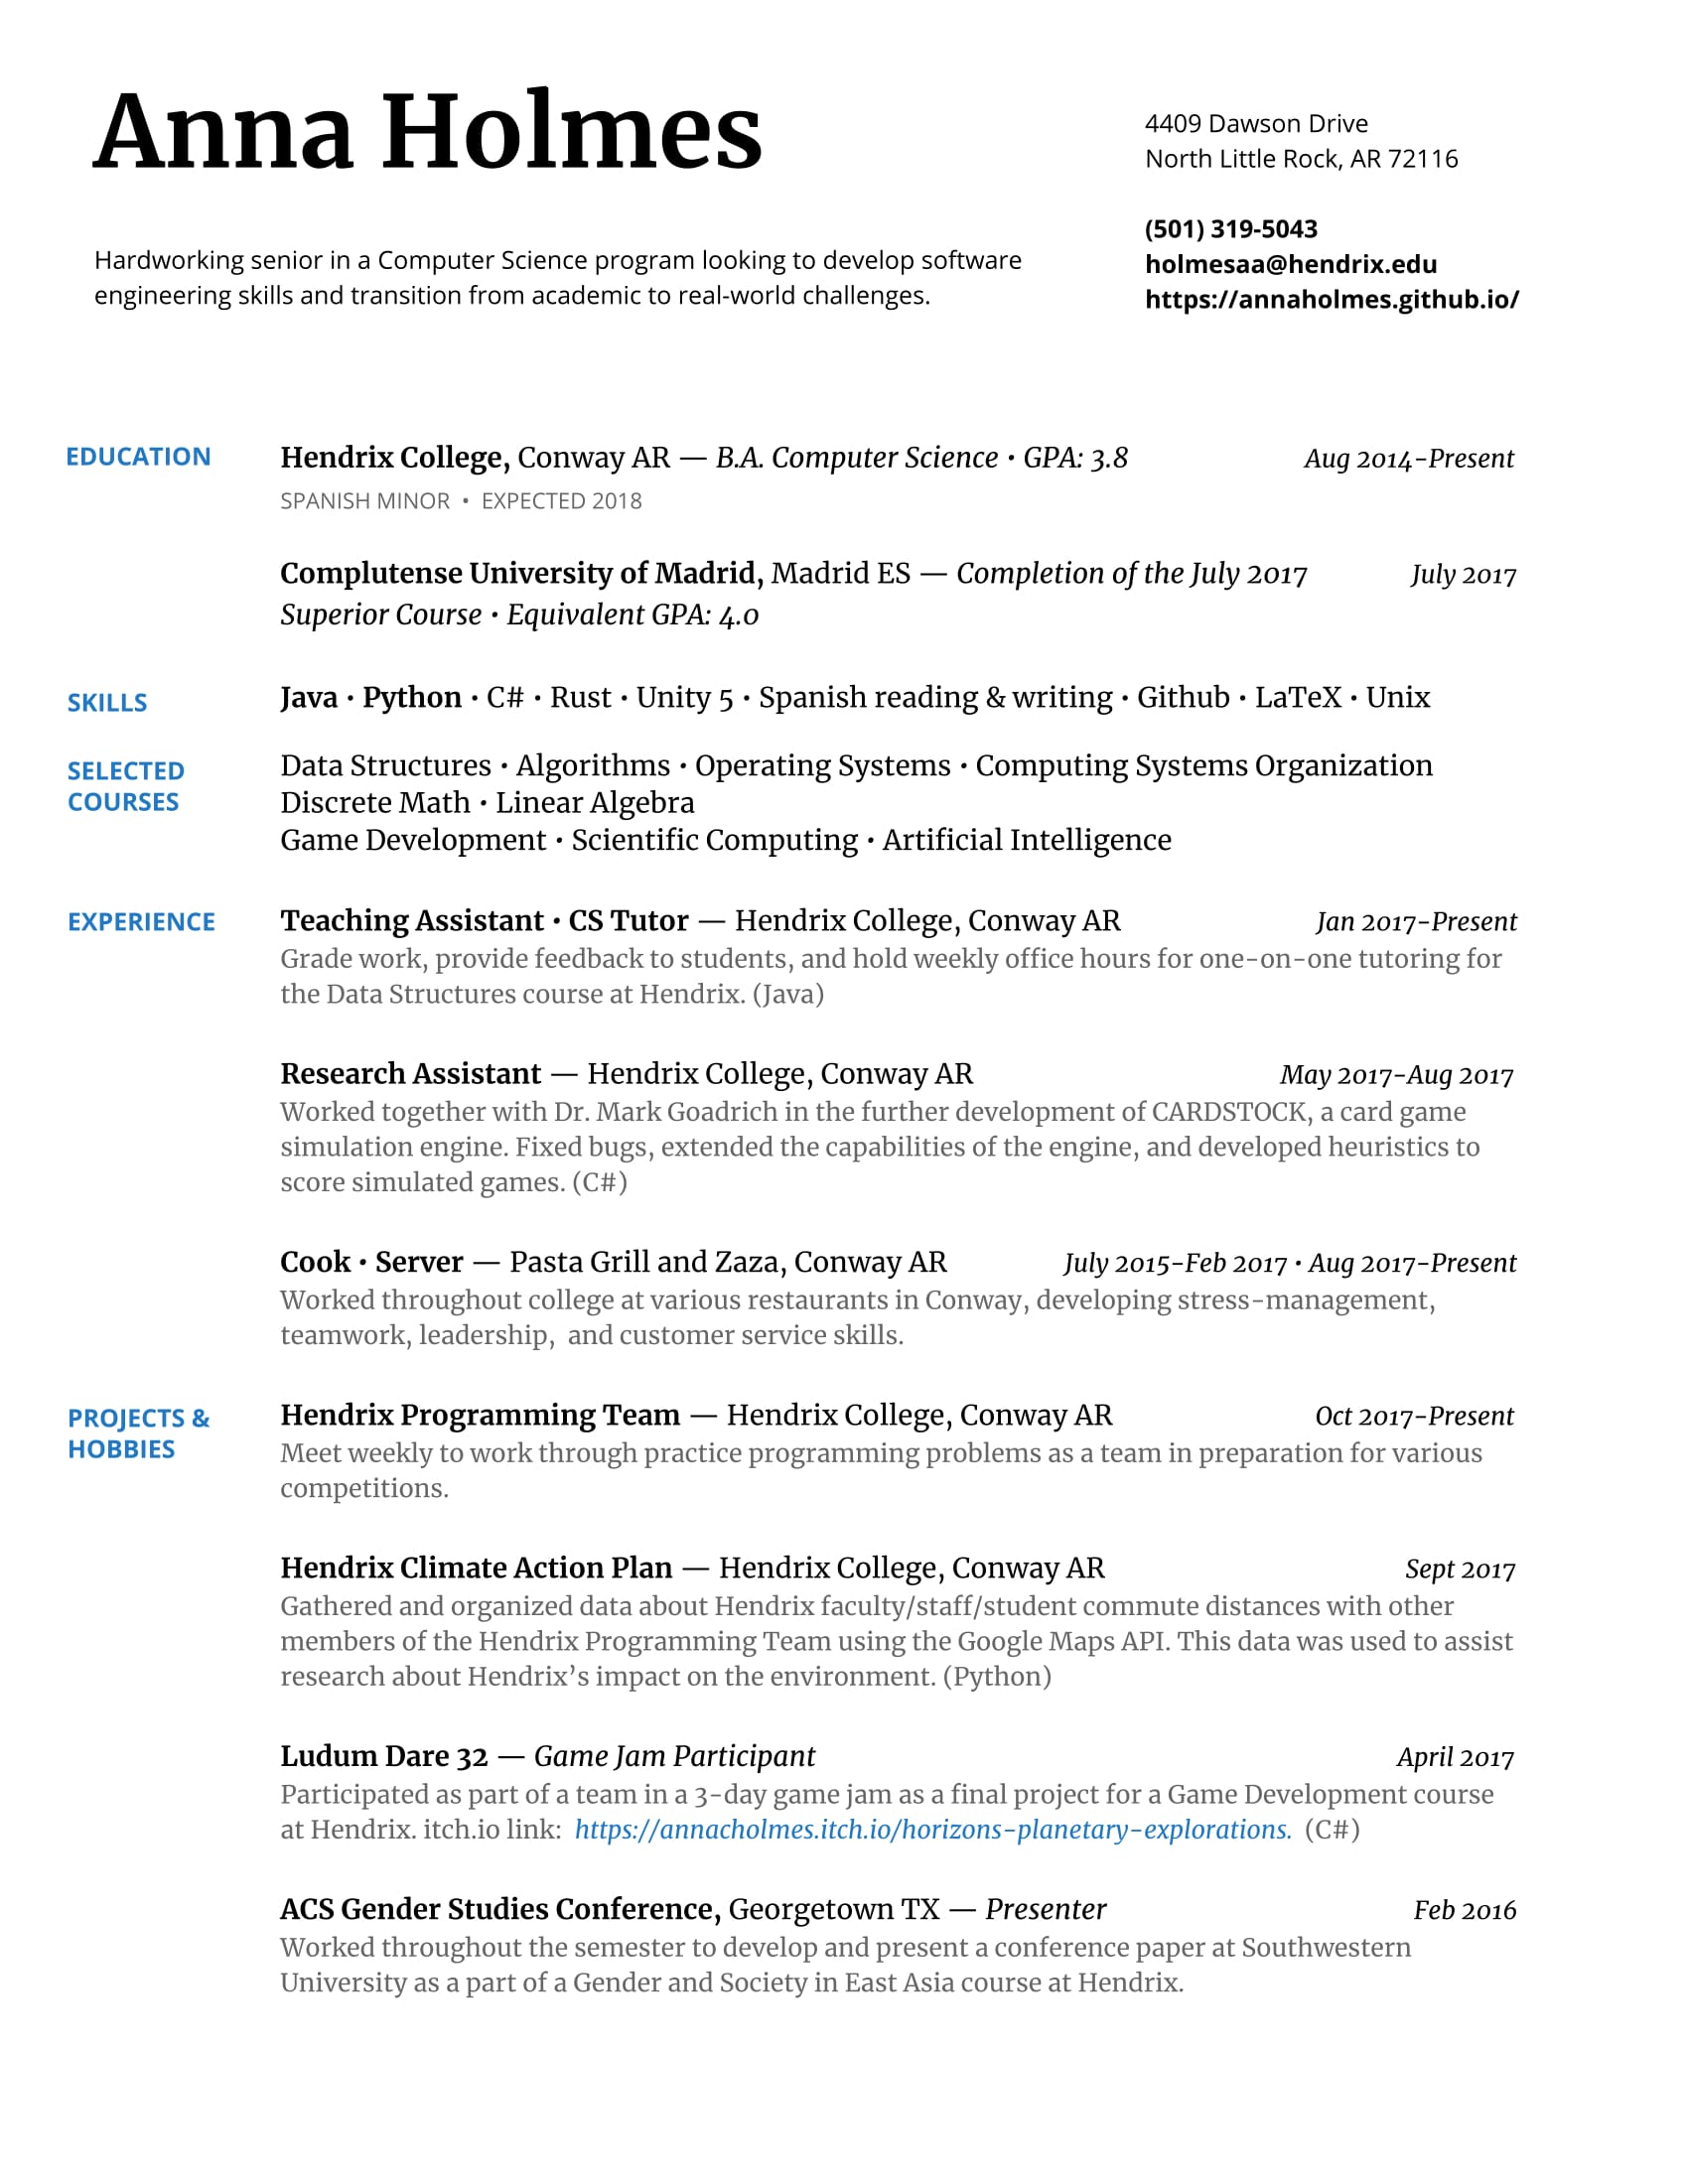 Anna Holmes
4409 Dawson Drive
North Little Rock, AR 72116
(501) 319-5043
holmesaa@hendrix.edu
https://annaholmes.github.io/
Hardworking senior in a Computer Science program looking to develop software
engineering skills and transition from academic to real-world challenges.
EDUCATION
Hendrix College, Conway AR — B.A. Computer Science • GPA: 3.8 Aug 2014-Present
SPANISH MINOR • EXPECTED 2018
Complutense University of Madrid, Madrid ES — Completion of the July 2017 July 2017
Superior Course • Equivalent GPA: 4.0
SKILLS
Java • Python • C# • Rust • Unity 5 • Spanish reading & writing • Github • LaTeX • Unix
SELECTED
COURSES
Data Structures • Algorithms • Operating Systems • Computing Systems Organization
Discrete Math • Linear Algebra
Game Development • Scientific Computing • Artificial Intelligence
EXPERIENCE
Teaching Assistant • CS Tutor — Hendrix College, Conway AR Jan 2017-Present
Grade work, provide feedback to students, and hold weekly office hours for one-on-one tutoring for
the Data Structures course at Hendrix. (Java)
Research Assistant — Hendrix College, Conway AR May 2017-Aug 2017
Worked together with Dr. Mark Goadrich in the further development of CARDSTOCK, a card game
simulation engine. Fixed bugs, extended the capabilities of the engine, and developed heuristics to
score simulated games. (C#)
Cook • Server — Pasta Grill and Zaza, Conway AR July 2015-Feb 2017 • Aug 2017-Present
Worked throughout college at various restaurants in Conway, developing stress-management,
teamwork, leadership,  and customer service skills.
PROJECTS &
HOBBIES
Hendrix Programming Team — Hendrix College, Conway AR Oct 2017-Present
Meet weekly to work through practice programming problems as a team in preparation for various
competitions.
Hendrix Climate Action Plan — Hendrix College, Conway AR Sept 2017
Gathered and organized data about Hendrix faculty/staff/student commute distances with other
members of the Hendrix Programming Team using the Google Maps API. This data was used to assist
research about Hendrix’s impact on the environment. (Python)
Ludum Dare 32 — Game Jam Participant April 2017
Participated as part of a team in a 3-day game jam as a final project for a Game Development course
at Hendrix. itch.io link:  https://annacholmes.itch.io/horizons-planetary-explorations.  (C#)
ACS Gender Studies Conference, Georgetown TX — Presenter Feb 2016
Worked throughout the semester to develop and present a conference paper at Southwestern
University as a part of a Gender and Society in East Asia course at Hendrix.